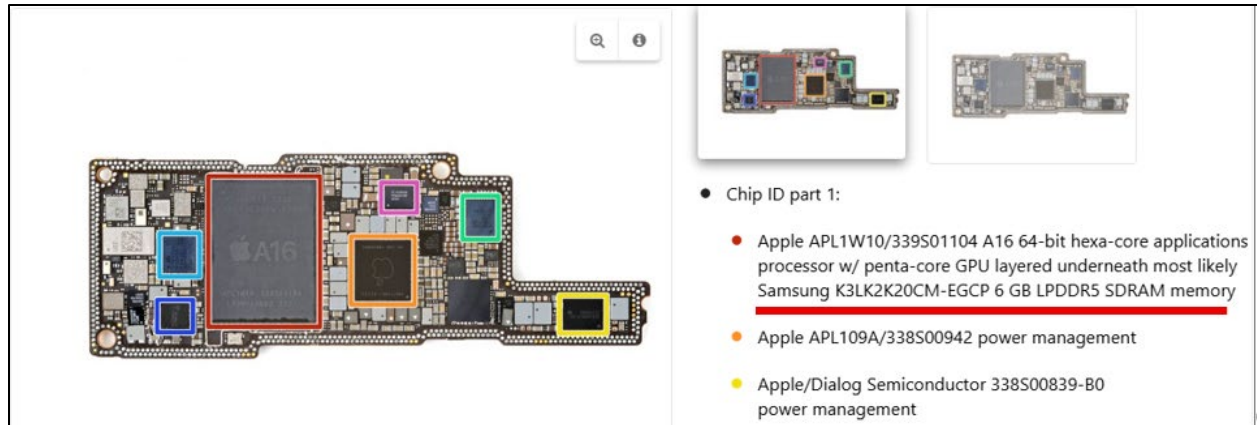 A16
Chip ID part 1:
Apple APL1W10/339S01104 A16 64-bit hexa-core applications
processor w/ penta-core GPU layered underneath most likely
Samsung K3LK2K20CM-EGCP 6 GB LPDDR5 SDRAM memory
Apple APL109A/338S00942 power management
Apple/Dialog Semiconductor 338S00839-B0
power management